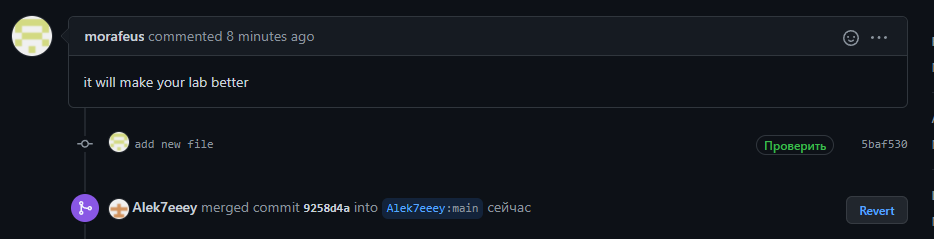 morafeus commented 8 minutes ago
it will make your lab better
add new file Проверить 5baf530
Alek7eeey merged commit 9258d4a into Alek7eeey:main сейчас Revert